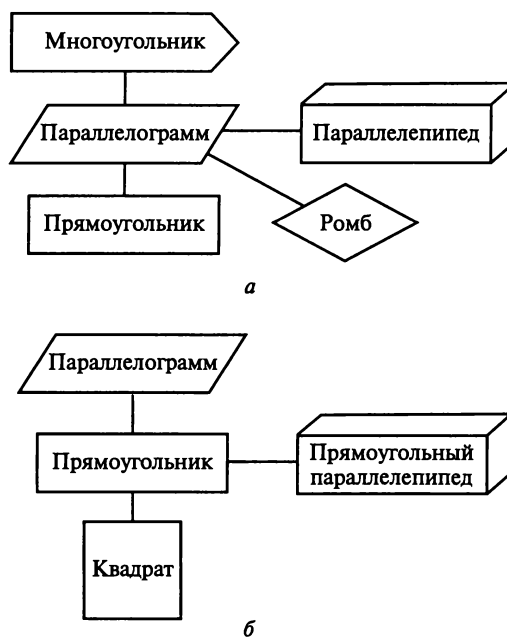 Многоугольник
Параллелограмм
Параллелепипед
Прямоугольник
Ромб
а
Параллелограмм
Прямоугольник
Прямоугольный
параллелепипед
Квадрат
б